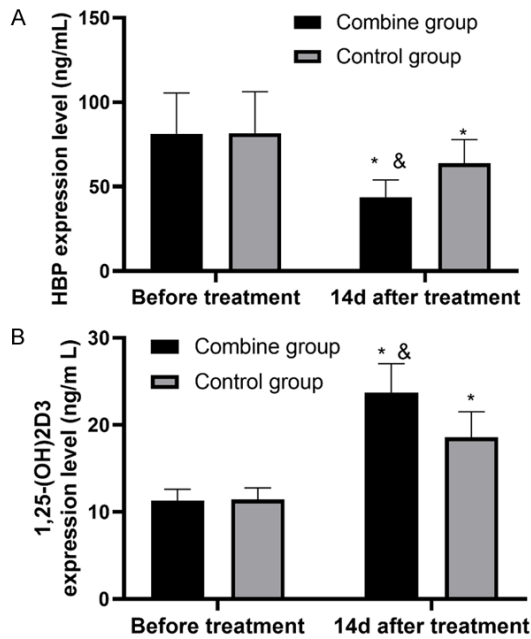 A
HBP expression level (ng/mL)
150
100
50
0
Combine group
Control group
* &
*
Before treatment
14d after treatment
B
1,25-(OH)2D3
expression level (ng/m L)
30
20
10
0
Combine group
Control group
* &
*
Before treatment
14d after treatment